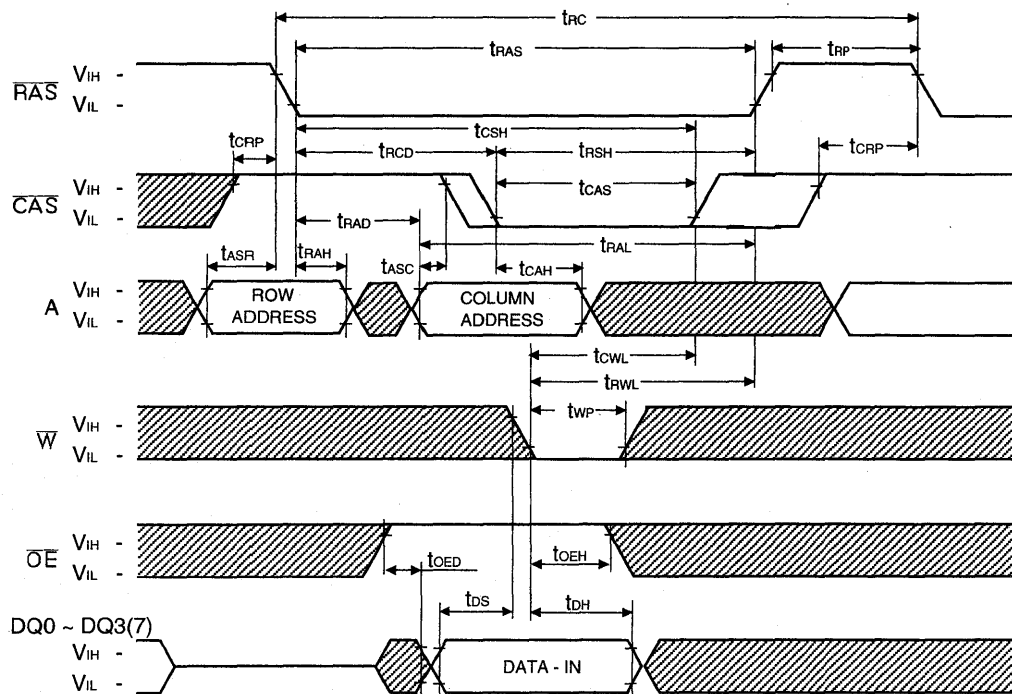 tRC
tRAS
tRP
RAS
VIH -
VIL -
tCSH
tCRP
tRCD
tRSH
tCRP
CAS
VIH -
VIL -
tCAS
tRAD
tRAL
tASR
tRAH
tASC
tCAH
A
VIH -
VIL -
ROW
ADDRESS
COLUMN
ADDRESS
tCWL
tRWL
tWP
W
VIH -
VIL -
OE
VIH -
VIL -
tOED
tOEH
tDS
tDH
DQ0 ~ DQ3(7)
VIH -
VIL -
DATA - IN